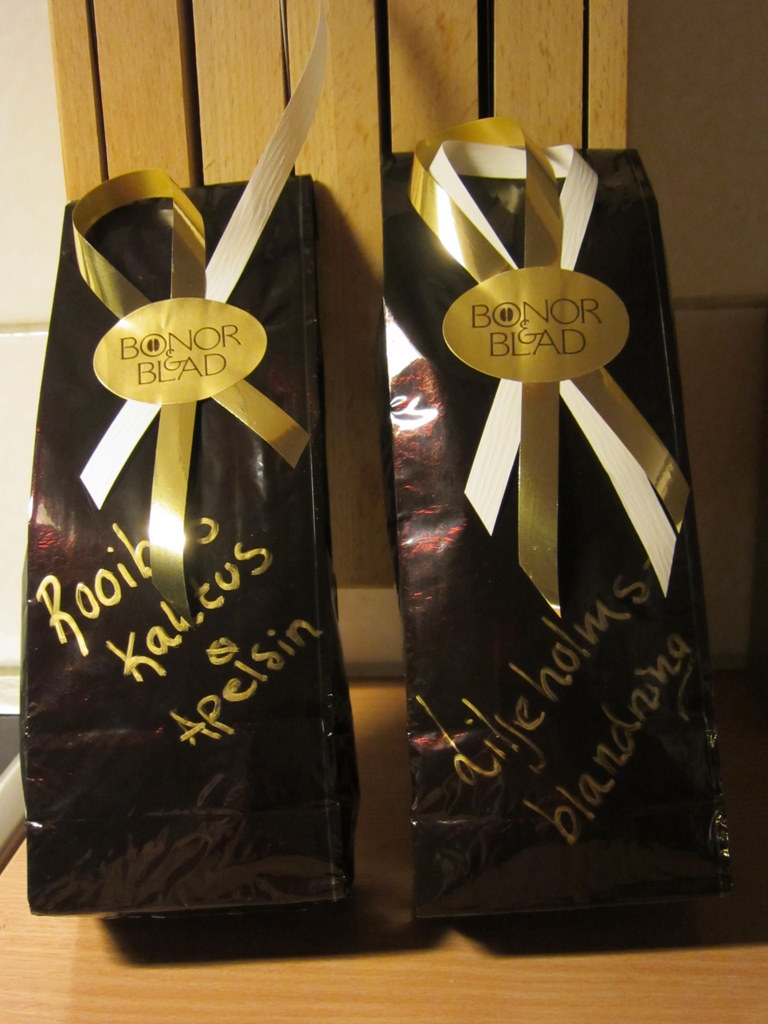 BONOR
& BLAD
Rooibos
Kaktus
&
Apelsin
BONOR
& BLAD
Liljeholms-
blandning